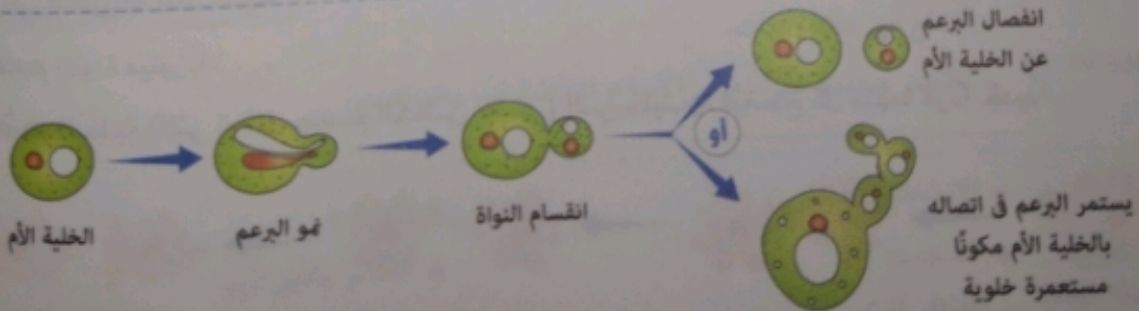 انفصال البرعم
عن الخلية الأم
أو
الخلية الأم
نمو البرعم
انقسام النواة
يستمر البرعم فى اتصاله
بالخلية الأم مكونًا
مستعمرة خلوية